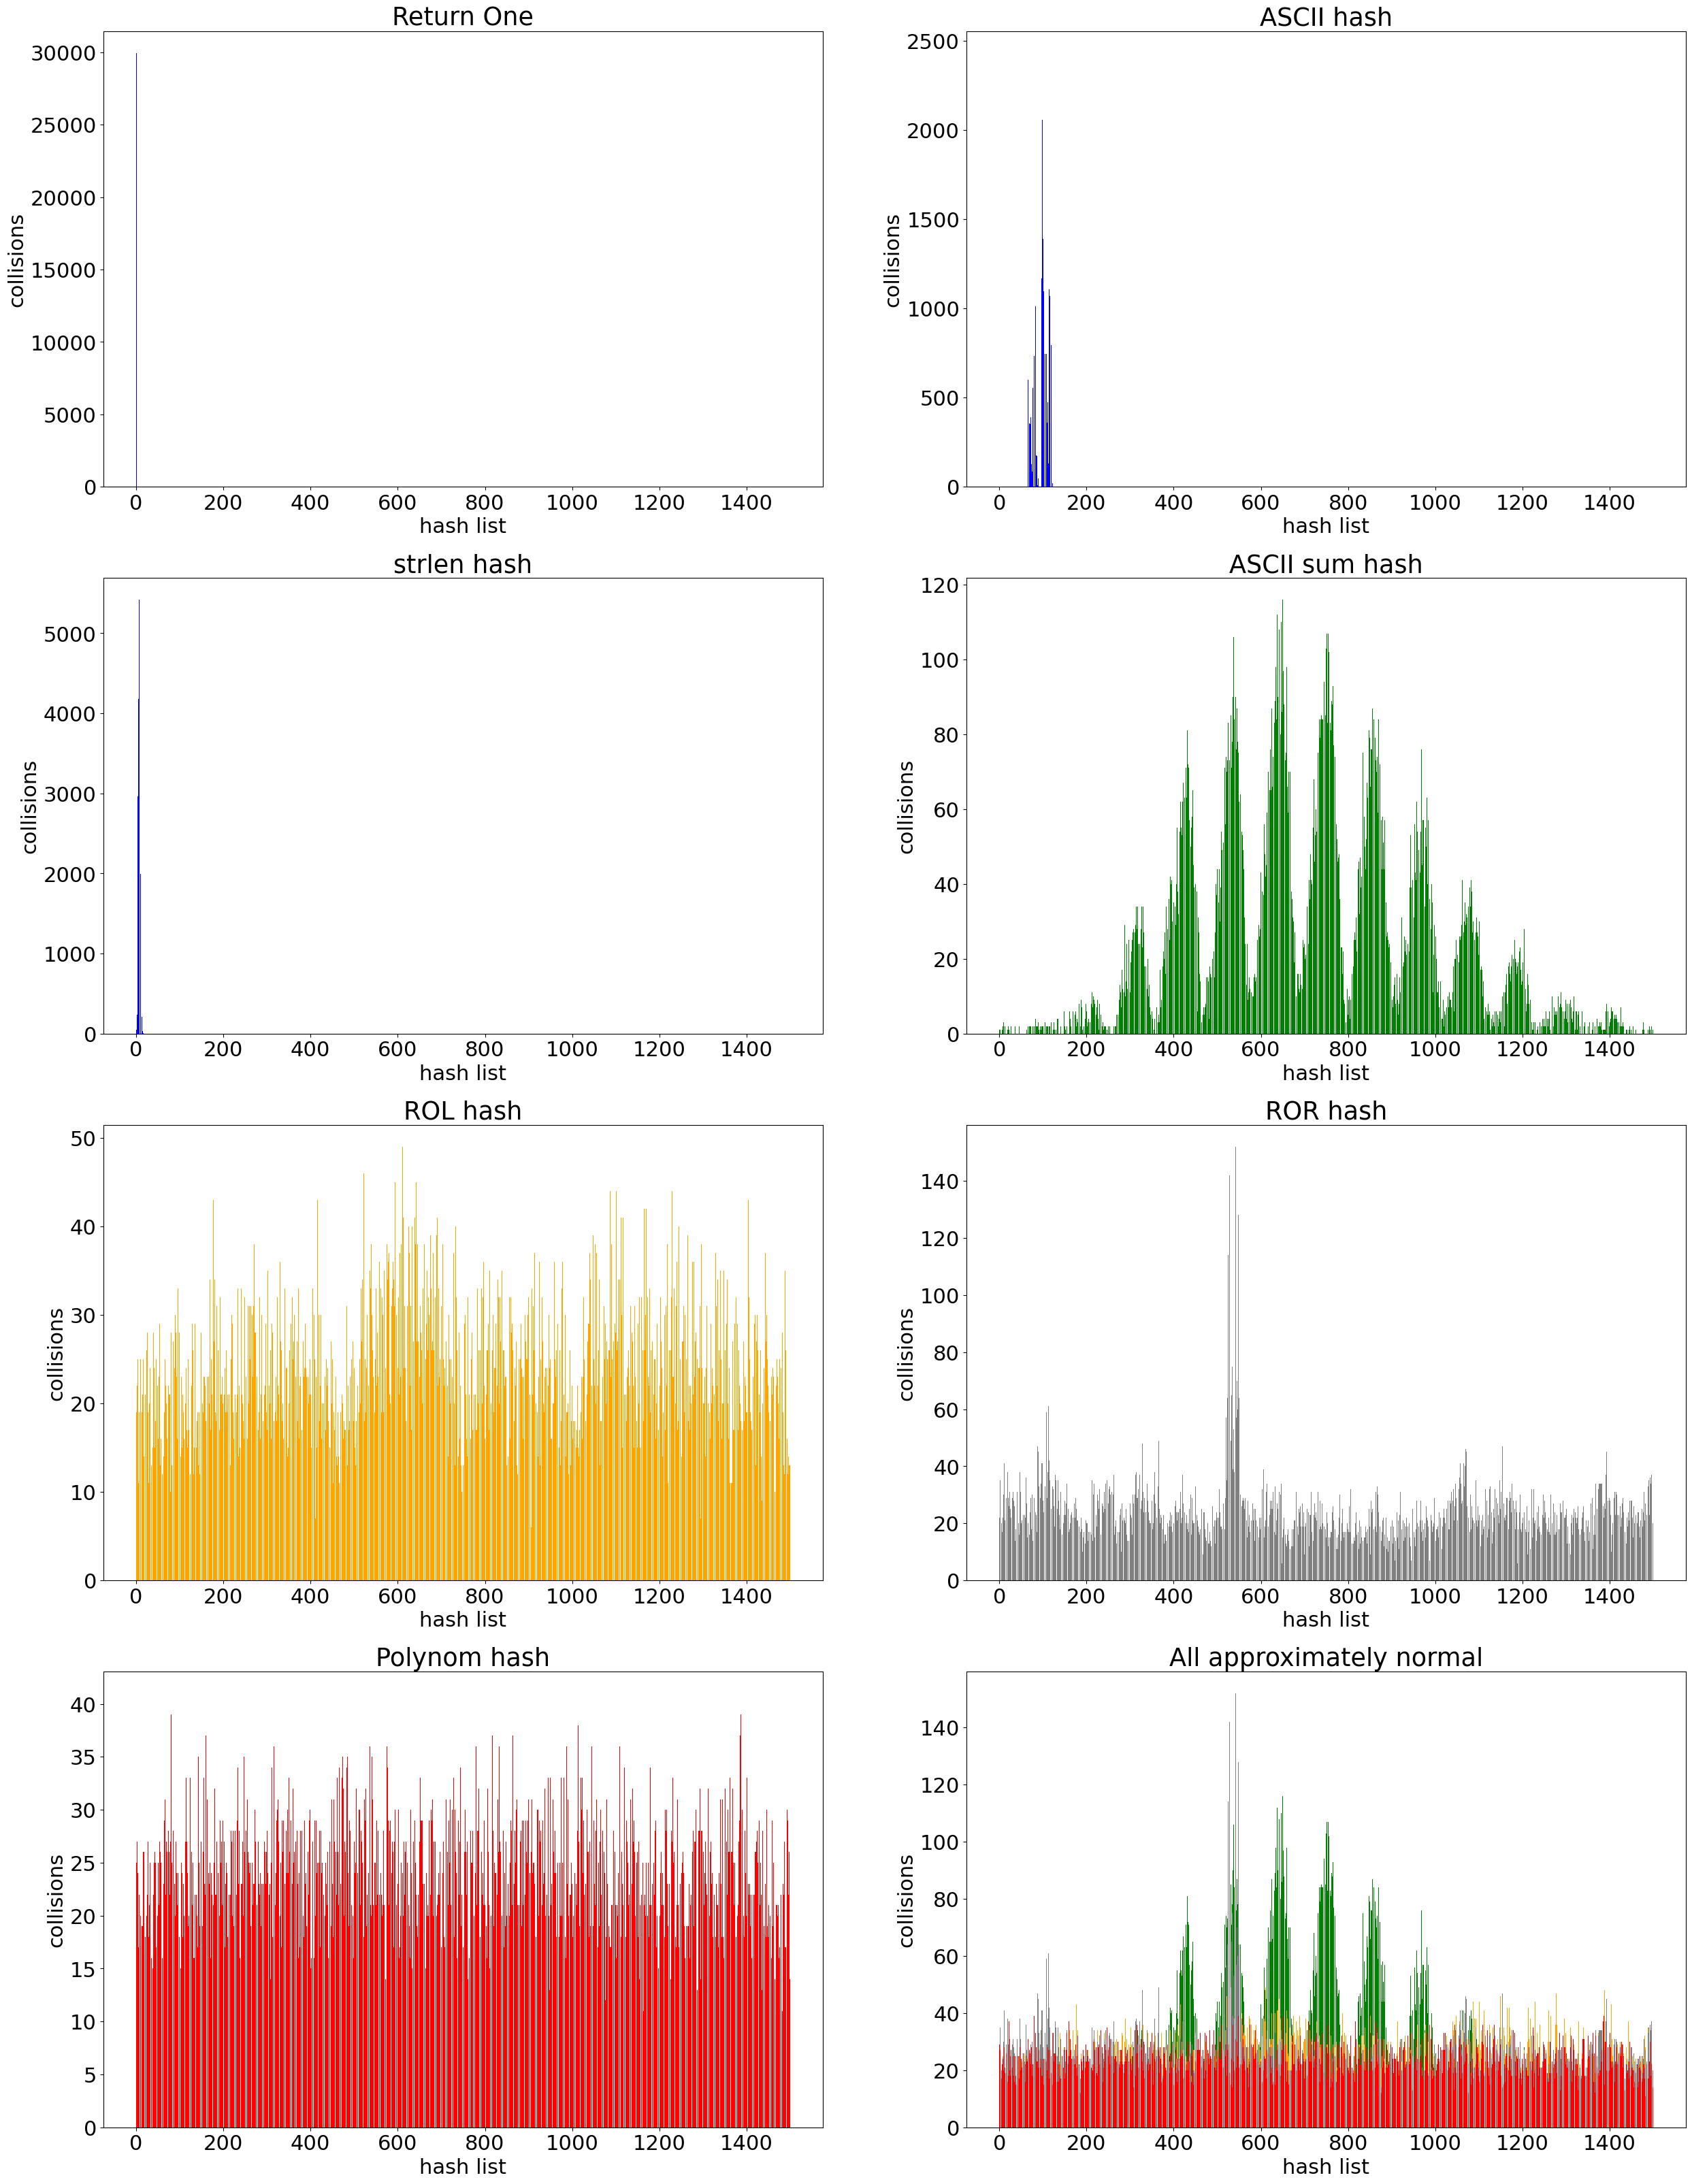 Return One
30000
25000
20000
15000
10000
5000
0
collisions
0 200 400 600 800 1000 1200 1400
hash list
ASCII hash
2500
2000
1500
1000
500
0
collisions
0 200 400 600 800 1000 1200 1400
hash list
strlen hash
5000
4000
3000
2000
1000
0
collisions
0 200 400 600 800 1000 1200 1400
hash list
ASCII sum hash
120
100
80
60
40
20
0
collisions
0 200 400 600 800 1000 1200 1400
hash list
ROL hash
50
40
30
20
10
0
collisions
0 200 400 600 800 1000 1200 1400
hash list
ROR hash
140
120
100
80
60
40
20
0
collisions
0 200 400 600 800 1000 1200 1400
hash list
Polynom hash
40
35
30
25
20
15
10
5
0
collisions
0 200 400 600 800 1000 1200 1400
hash list
All approximately normal
140
120
100
80
60
40
20
0
collisions
0 200 400 600 800 1000 1200 1400
hash list